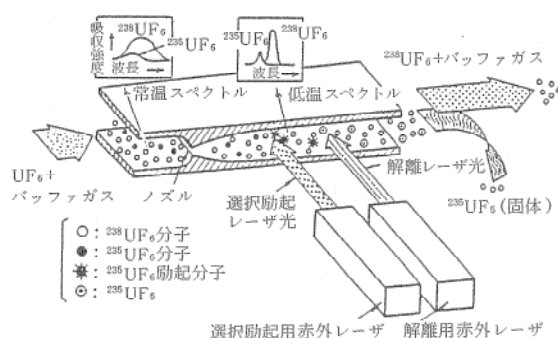 吸収強度
²³⁸UF₆
²³⁵UF₆
波長
²³⁵UF₆
²³⁸UF₆
波長
常温スペクトル
低温スペクトル
²³⁸UF₆+バッファガス
UF₆+
バッファガス
ノズル
解離レーザ光
選択励起
レーザ光
²³⁵UF₅(固体)
○:²³⁸UF₆分子
●:²³⁵UF₆分子
:²³⁵UF₆励起分子
⊙:²³⁵UF₅
選択励起用赤外レーザ
解離用赤外レーザ